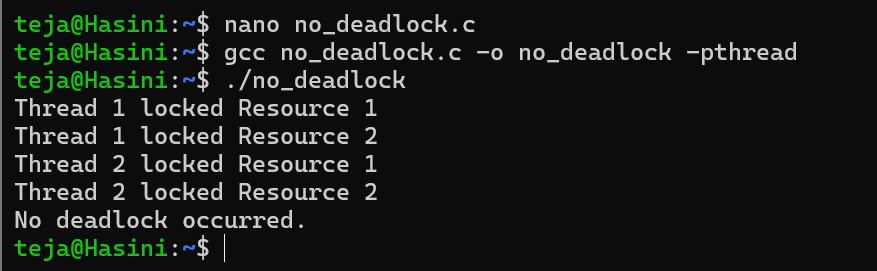 teja@Hasini:~$ nano no_deadlock.c
teja@Hasini:~$ gcc no_deadlock.c -o no_deadlock -pthread
teja@Hasini:~$ ./no_deadlock
Thread 1 locked Resource 1
Thread 1 locked Resource 2
Thread 2 locked Resource 1
Thread 2 locked Resource 2
No deadlock occurred.
teja@Hasini:~$